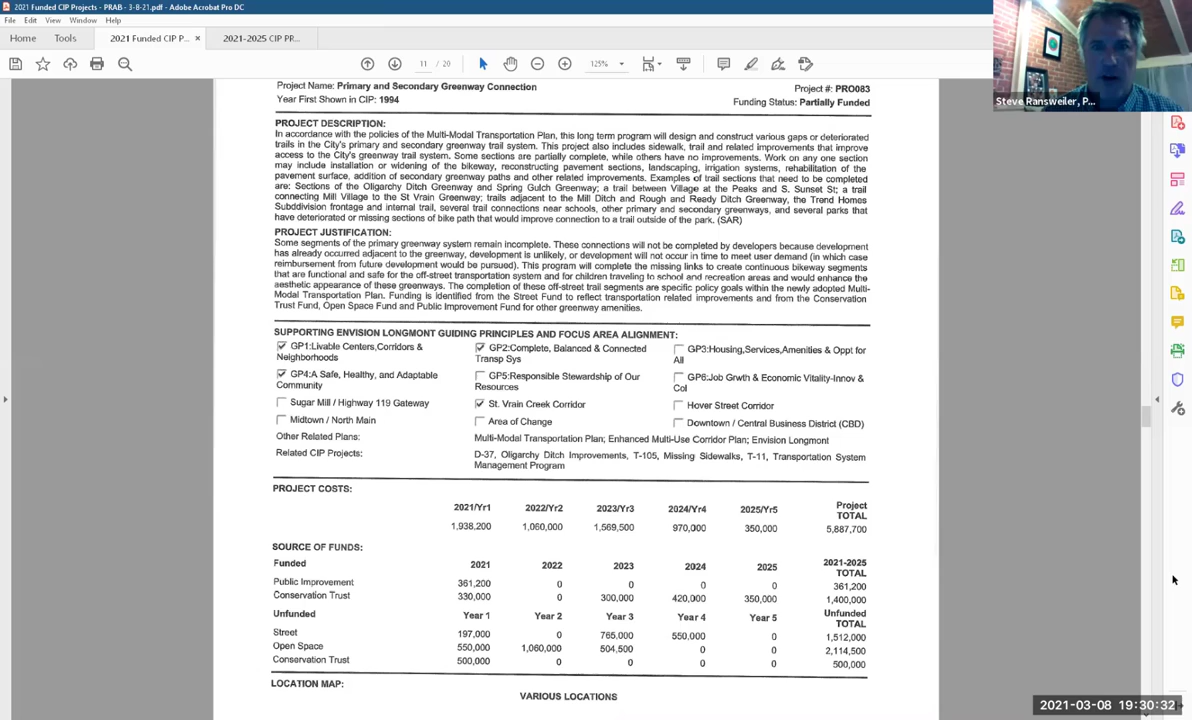 2021 Funded CIP Projects - PRAB - 3-8-21.pdf - Adobe Acrobat Pro DC
File Edit View Window Help
Home Tools 2021 Funded CIP P... × 2021-2025 CIP PR...
11 / 20 125%
Steve Ransweiler, P...
Project Name: Primary and Secondary Greenway Connection Project #: PRO083
Year First Shown in CIP: 1994 Funding Status: Partially Funded
PROJECT DESCRIPTION:
In accordance with the policies of the Multi-Modal Transportation Plan, this long term program will design and construct various gaps or deteriorated
trails in the City's primary and secondary greenway trail system. This project also includes sidewalk, trail and related improvements that improve
access to the City's greenway trail system. Some sections are partially complete, while others have no improvements. Work on any one section
may include installation or widening of the bikeway, reconstructing pavement sections, landscaping, irrigation systems, rehabilitation of the
pavement surface, addition of secondary greenway paths and other related improvements. Examples of trail sections that need to be completed
are: Sections of the Oligarchy Ditch Greenway and Spring Gulch Greenway; a trail between Village at the Peaks and S. Sunset St; a trail
connecting Mill Village to the St Vrain Greenway; trails adjacent to the Mill Ditch and Rough and Ready Ditch Greenway, the Trend Homes
Subdivision frontage and internal trail, several trail connections near schools, other primary and secondary greenways, and several parks that
have deteriorated or missing sections of bike path that would improve connection to a trail outside of the park. (SAR)
PROJECT JUSTIFICATION:
Some segments of the primary greenway system remain incomplete. These connections will not be completed by developers because development
has already occurred adjacent to the greenway, development is unlikely, or development will not occur in time to meet user demand (in which case
reimbursement from future development would be pursued). This program will complete the missing links to create continuous bikeway segments
that are functional and safe for the off-street transportation system and for children traveling to school and recreation areas and would enhance the
aesthetic appearance of these greenways. The completion of these off-street trail segments are specific policy goals within the newly adopted Multi-
Modal Transportation Plan. Funding is identified from the Street Fund to reflect transportation related improvements and from the Conservation
Trust Fund, Open Space Fund and Public Improvement Fund for other greenway amenities.
SUPPORTING ENVISION LONGMONT GUIDING PRINCIPLES AND FOCUS AREA ALIGNMENT:
GP1:Livable Centers,Corridors & GP2:Complete, Balanced & Connected GP3:Housing,Services,Amenities & Oppt for
Neighborhoods Transp Sys All
GP4:A Safe, Healthy, and Adaptable GP5:Responsible Stewardship of Our GP6:Job Grwth & Economic Vitality-Innov &
Community Resources Col
Sugar Mill / Highway 119 Gateway St. Vrain Creek Corridor Hover Street Corridor
Midtown / North Main Area of Change Downtown / Central Business District (CBD)
Other Related Plans: Multi-Modal Transportation Plan; Enhanced Multi-Use Corridor Plan; Envision Longmont
Related CIP Projects: D-37, Oligarchy Ditch Improvements, T-105, Missing Sidewalks, T-11, Transportation System
Management Program
PROJECT COSTS:
2021/Yr1 2022/Yr2 2023/Yr3 2024/Yr4 2025/Yr5 Project
TOTAL
1,938,200 1,060,000 1,569,500 970,000 350,000 5,887,700
SOURCE OF FUNDS:
Funded 2021 2022 2023 2024 2025 2021-2025
TOTAL
Public Improvement 361,200 0 0 0 0 361,200
Conservation Trust 330,000 0 300,000 420,000 350,000 1,400,000
Unfunded Year 1 Year 2 Year 3 Year 4 Year 5 Unfunded
TOTAL
Street 197,000 0 765,000 550,000 0 1,512,000
Open Space 550,000 1,060,000 504,500 0 0 2,114,500
Conservation Trust 500,000 0 0 0 0 500,000
LOCATION MAP:
VARIOUS LOCATIONS
2021-03-08 19:30:32